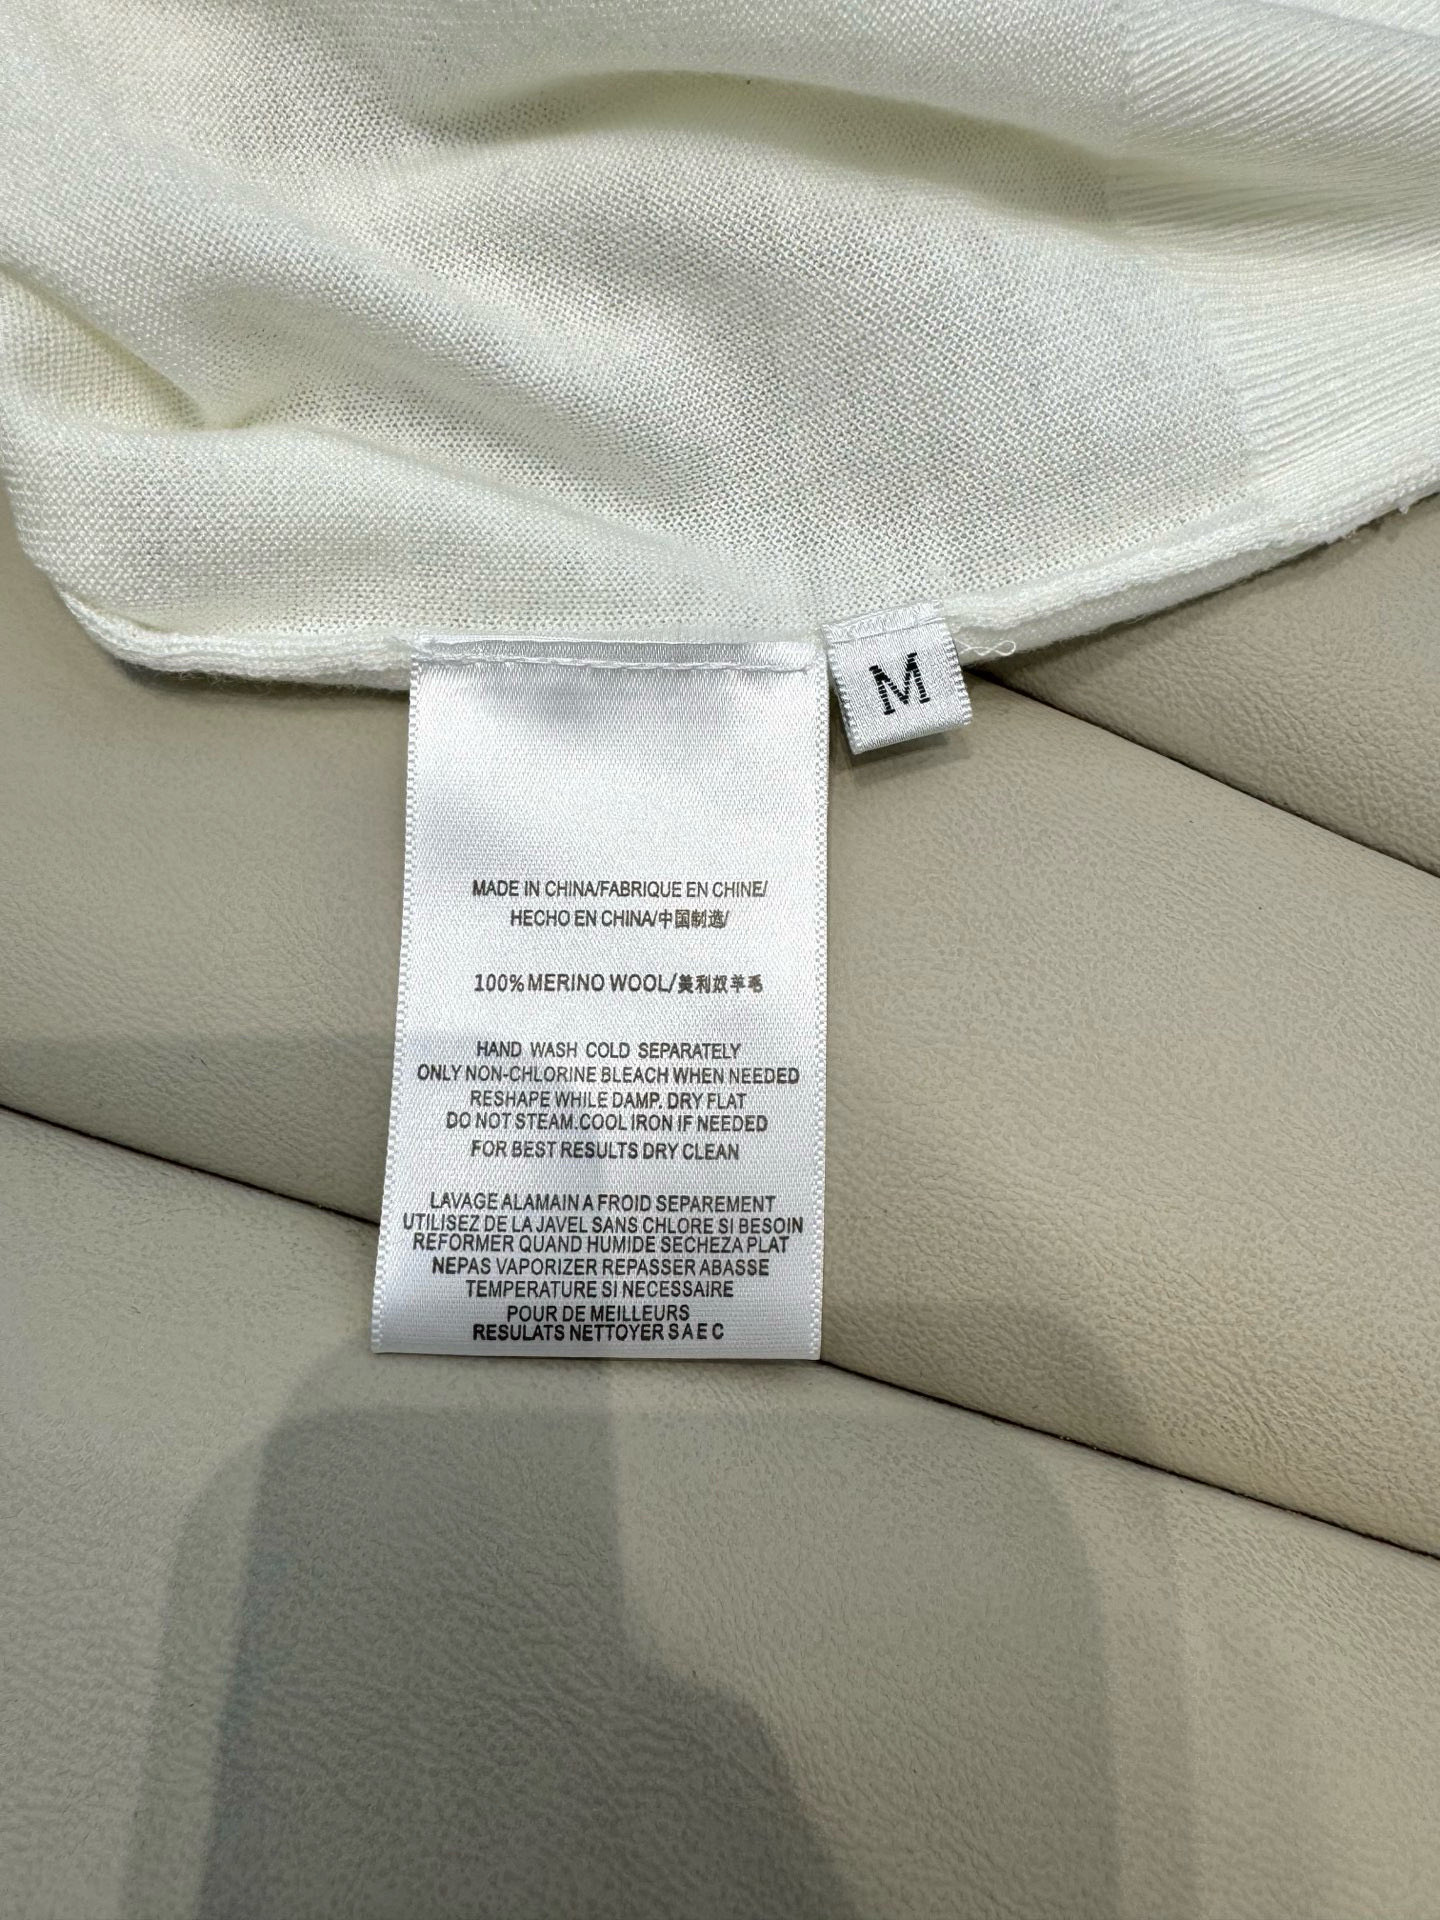 M
MADE IN CHINA/FABRIQUE EN CHINE/
HECHO EN CHINA/中国制造/
100% MERINO WOOL/美利奴羊毛
HAND WASH COLD SEPARATELY
ONLY NON-CHLORINE BLEACH WHEN NEEDED
RESHAPE WHILE DAMP. DRY FLAT
DO NOT STEAM.COOL IRON IF NEEDED
FOR BEST RESULTS DRY CLEAN
LAVAGE ALAMAIN A FROID SEPAREMENT
UTILISEZ DE LA JAVEL SANS CHLORE SI BESOIN
REFORMER QUAND HUMIDE SECHEZA PLAT
NEPAS VAPORIZER REPASSER ABASSE
TEMPERATURE SI NECESSAIRE
POUR DE MEILLEURS
RESULATS NETTOYER SAEC